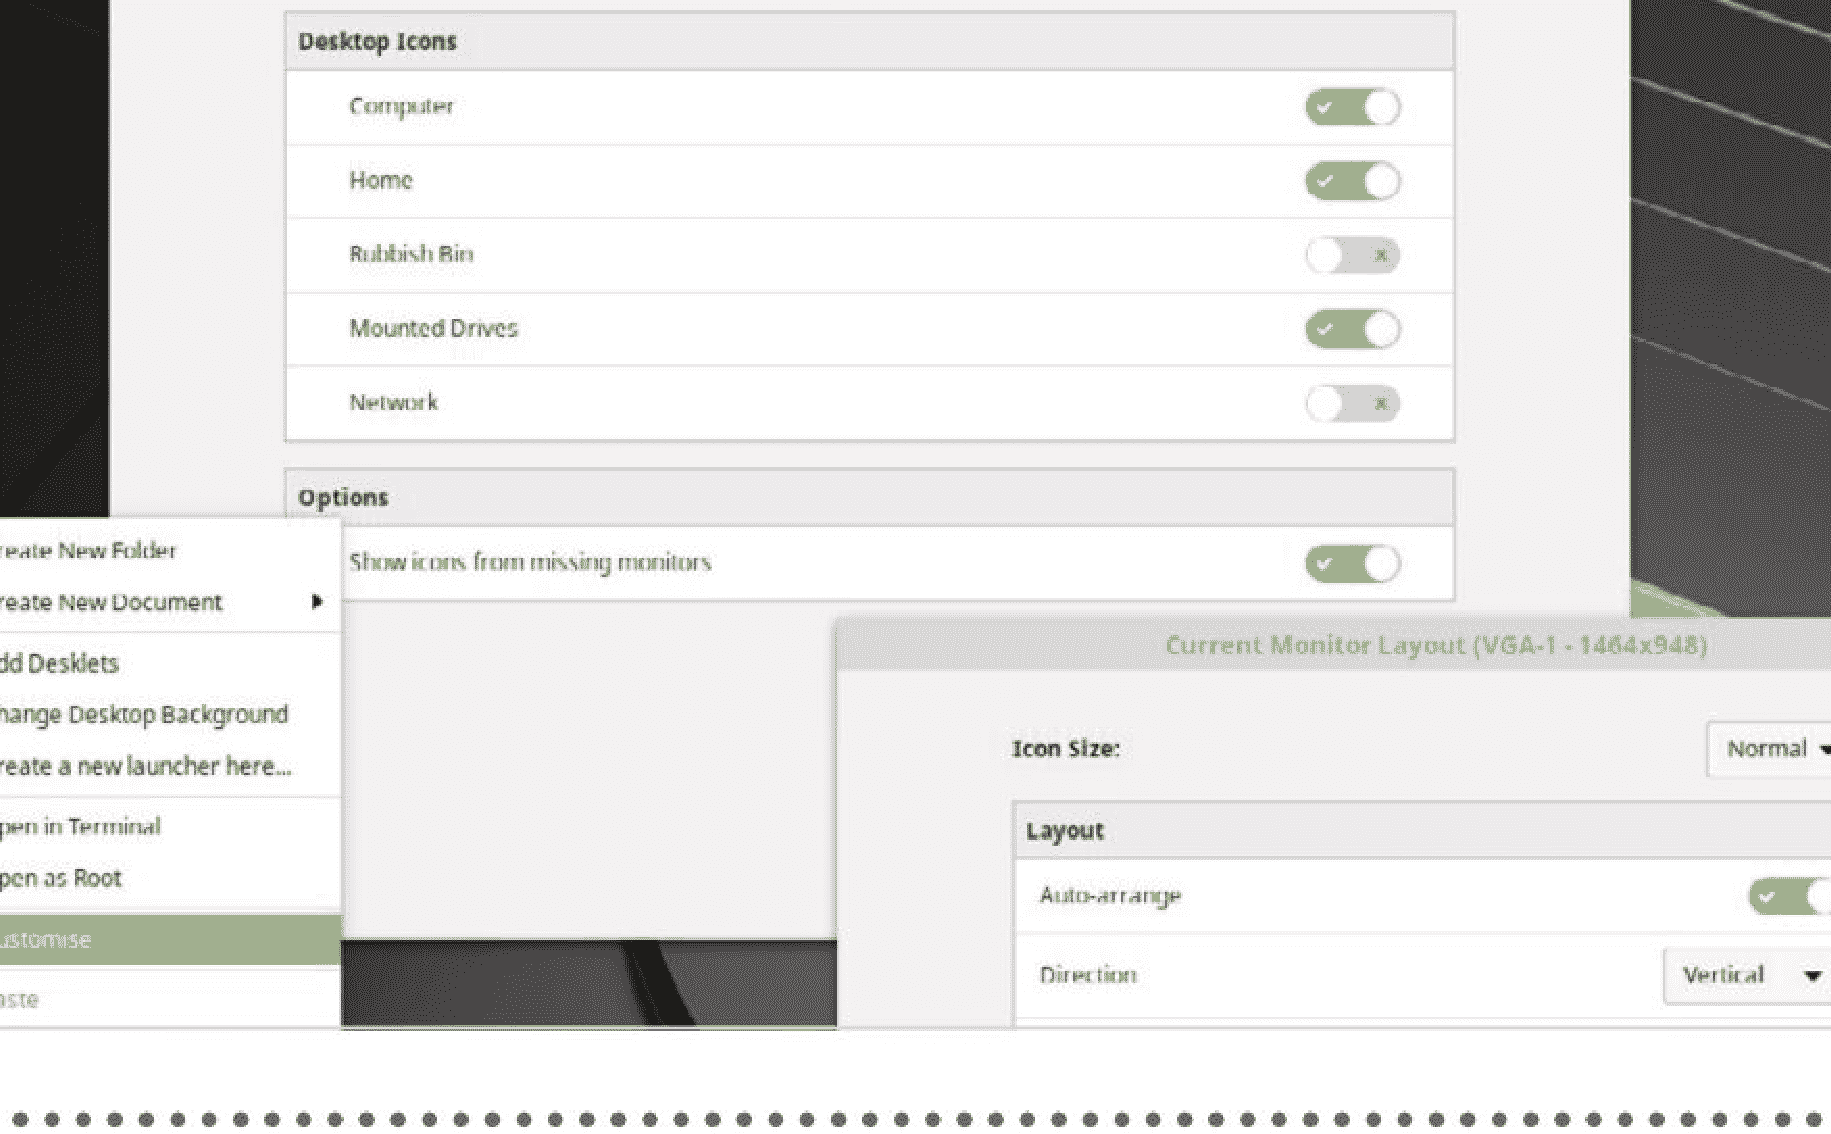 Desktop Icons
Computer
Home
Rubbish Bin
Mounted Drives
Network
Options
Show icons from missing monitors
reate New Folder
reate New Document
dd Desklets
hange Desktop Background
reate a new launcher here...
pen in Terminal
pen as Root
ustomise
aste
Current Monitor Layout (VGA-1 - 1464x948)
Icon Size:
Normal
Layout
Auto-arrange
Direction
Vertical